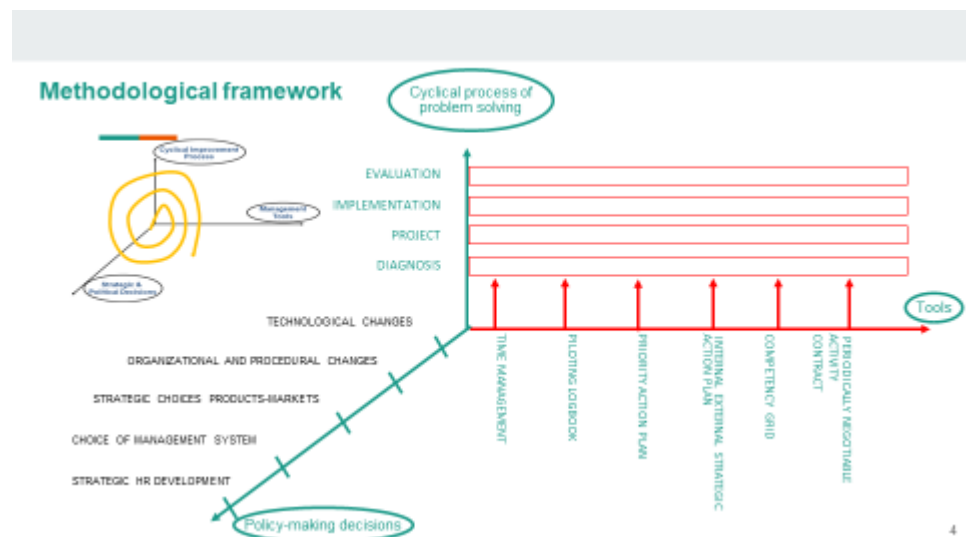 Methodological framework
Cyclical process of
problem solving
Cyclical Improvement
Process
Management
Tools
Strategic &
Political Decisions
EVALUATION
IMPLEMENTATION
PROJECT
DIAGNOSIS
Tools
TECHNOLOGICAL CHANGES
ORGANIZATIONAL AND PROCEDURAL CHANGES
STRATEGIC CHOICES PRODUCTS-MARKETS
CHOICE OF MANAGEMENT SYSTEM
STRATEGIC HR DEVELOPMENT
Policy-making decisions
TIME MANAGEMENT
PILOTING LOGBOOK
PRIORITY ACTION PLAN
INTERNAL EXTERNAL STRATEGIC
ACTION PLAN
COMPETENCY GRID
PERIODICALLY NEGOTIABLE
ACTIVITY
CONTRACT
4